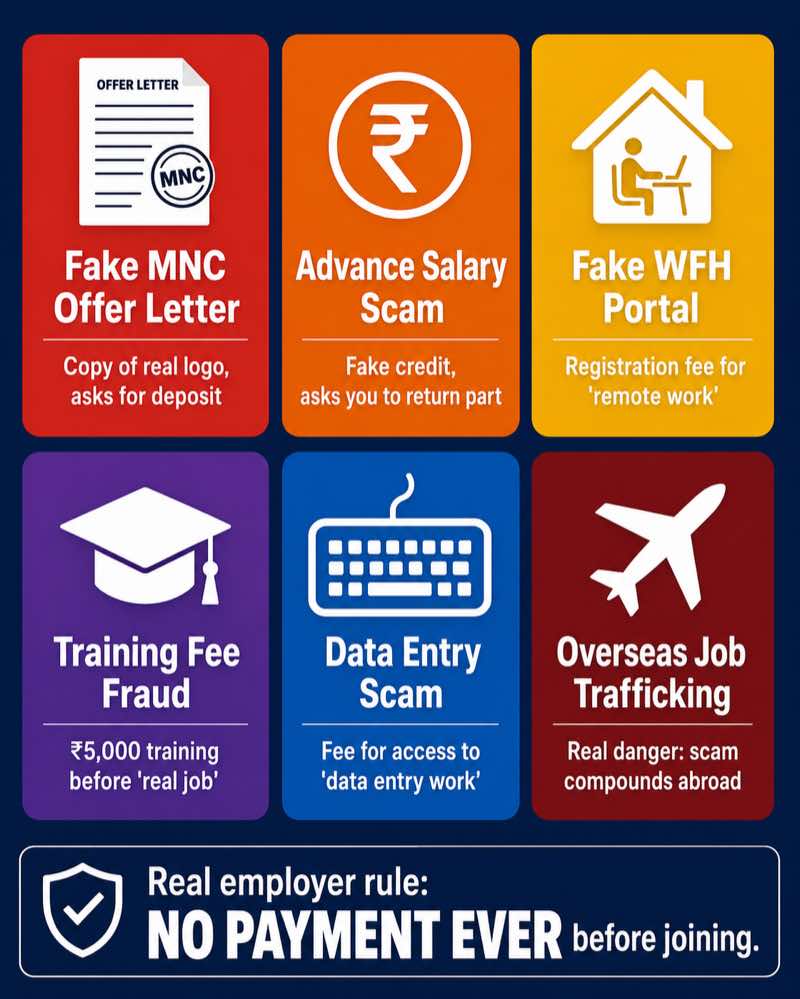 OFFER LETTER
MNC
Fake MNC
Offer Letter
Copy of real logo,
asks for deposit
₹
Advance Salary
Scam
Fake credit,
asks you to return part
Fake WFH
Portal
Registration fee for
'remote work'
Training Fee
Fraud
₹5,000 training
before 'real job'
Data Entry
Scam
Fee for access to
'data entry work'
Overseas Job
Trafficking
Real danger: scam
compounds abroad
Real employer rule:
NO PAYMENT EVER before joining.